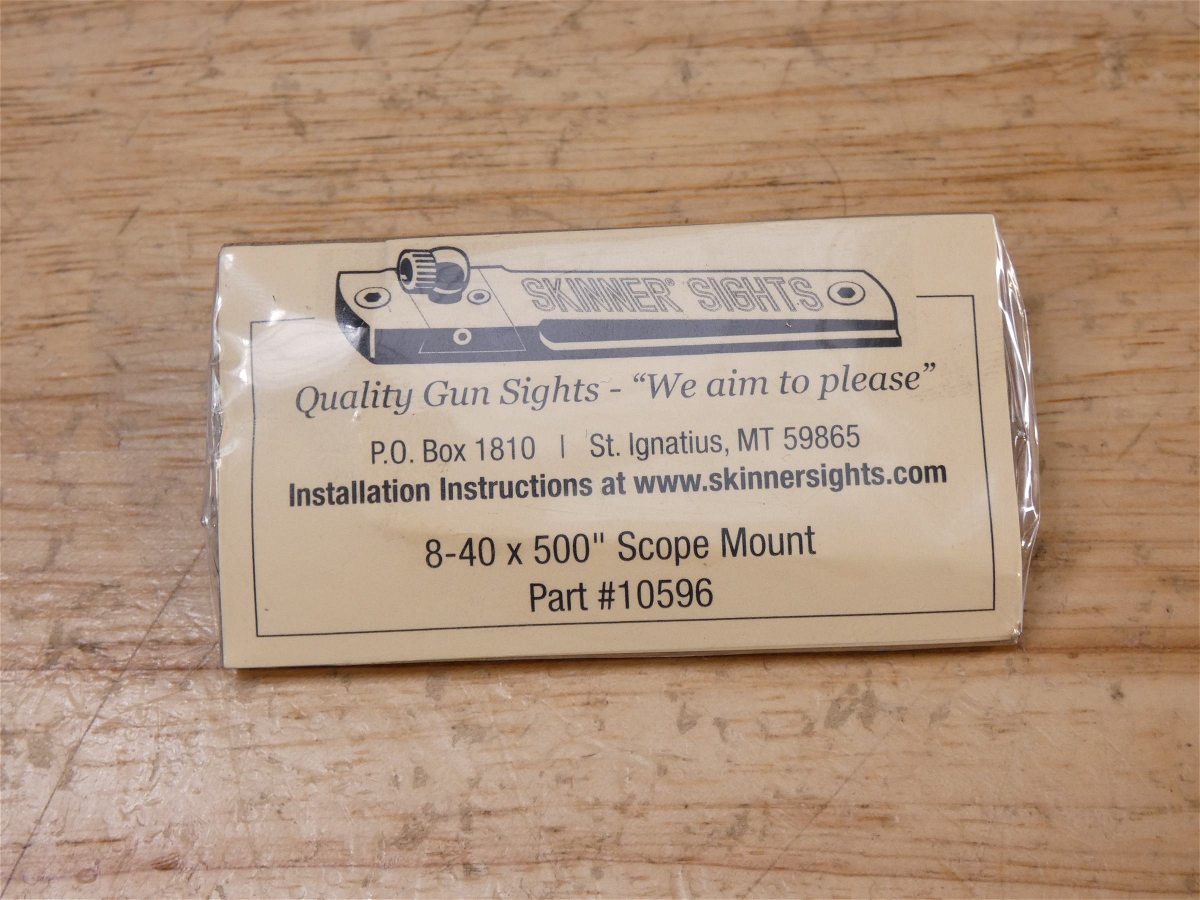 SKINNER® SIGHTS
Quality Gun Sights - “We aim to please”
P.O. Box 1810 | St. Ignatius, MT 59865
Installation Instructions at www.skinnersights.com
8-40 x 500" Scope Mount
Part #10596